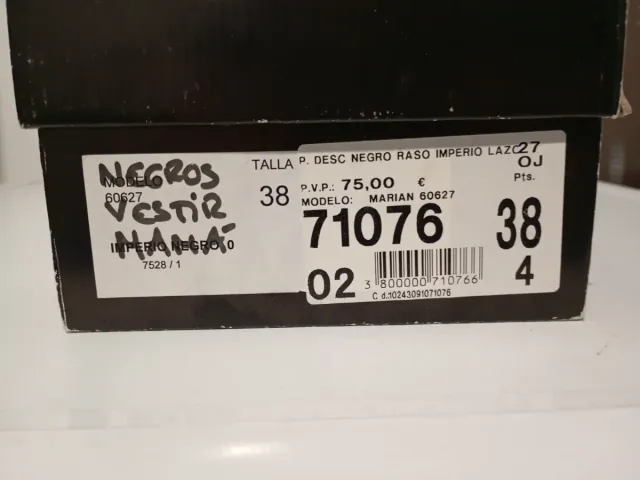 NEGROS
MODELO
60627
VESTIR
IMPERIO NEGRO 0
MAMÁ
7528 / 1
TALLA
38
P. DESC NEGRO RASO IMPERIO LAZO
27
OJ
P.V.P.: 75,00 €
Pts.
MODELO: MARIAN 60627
71076
38
02
3 800000 710766
4
C d.:10243091071076